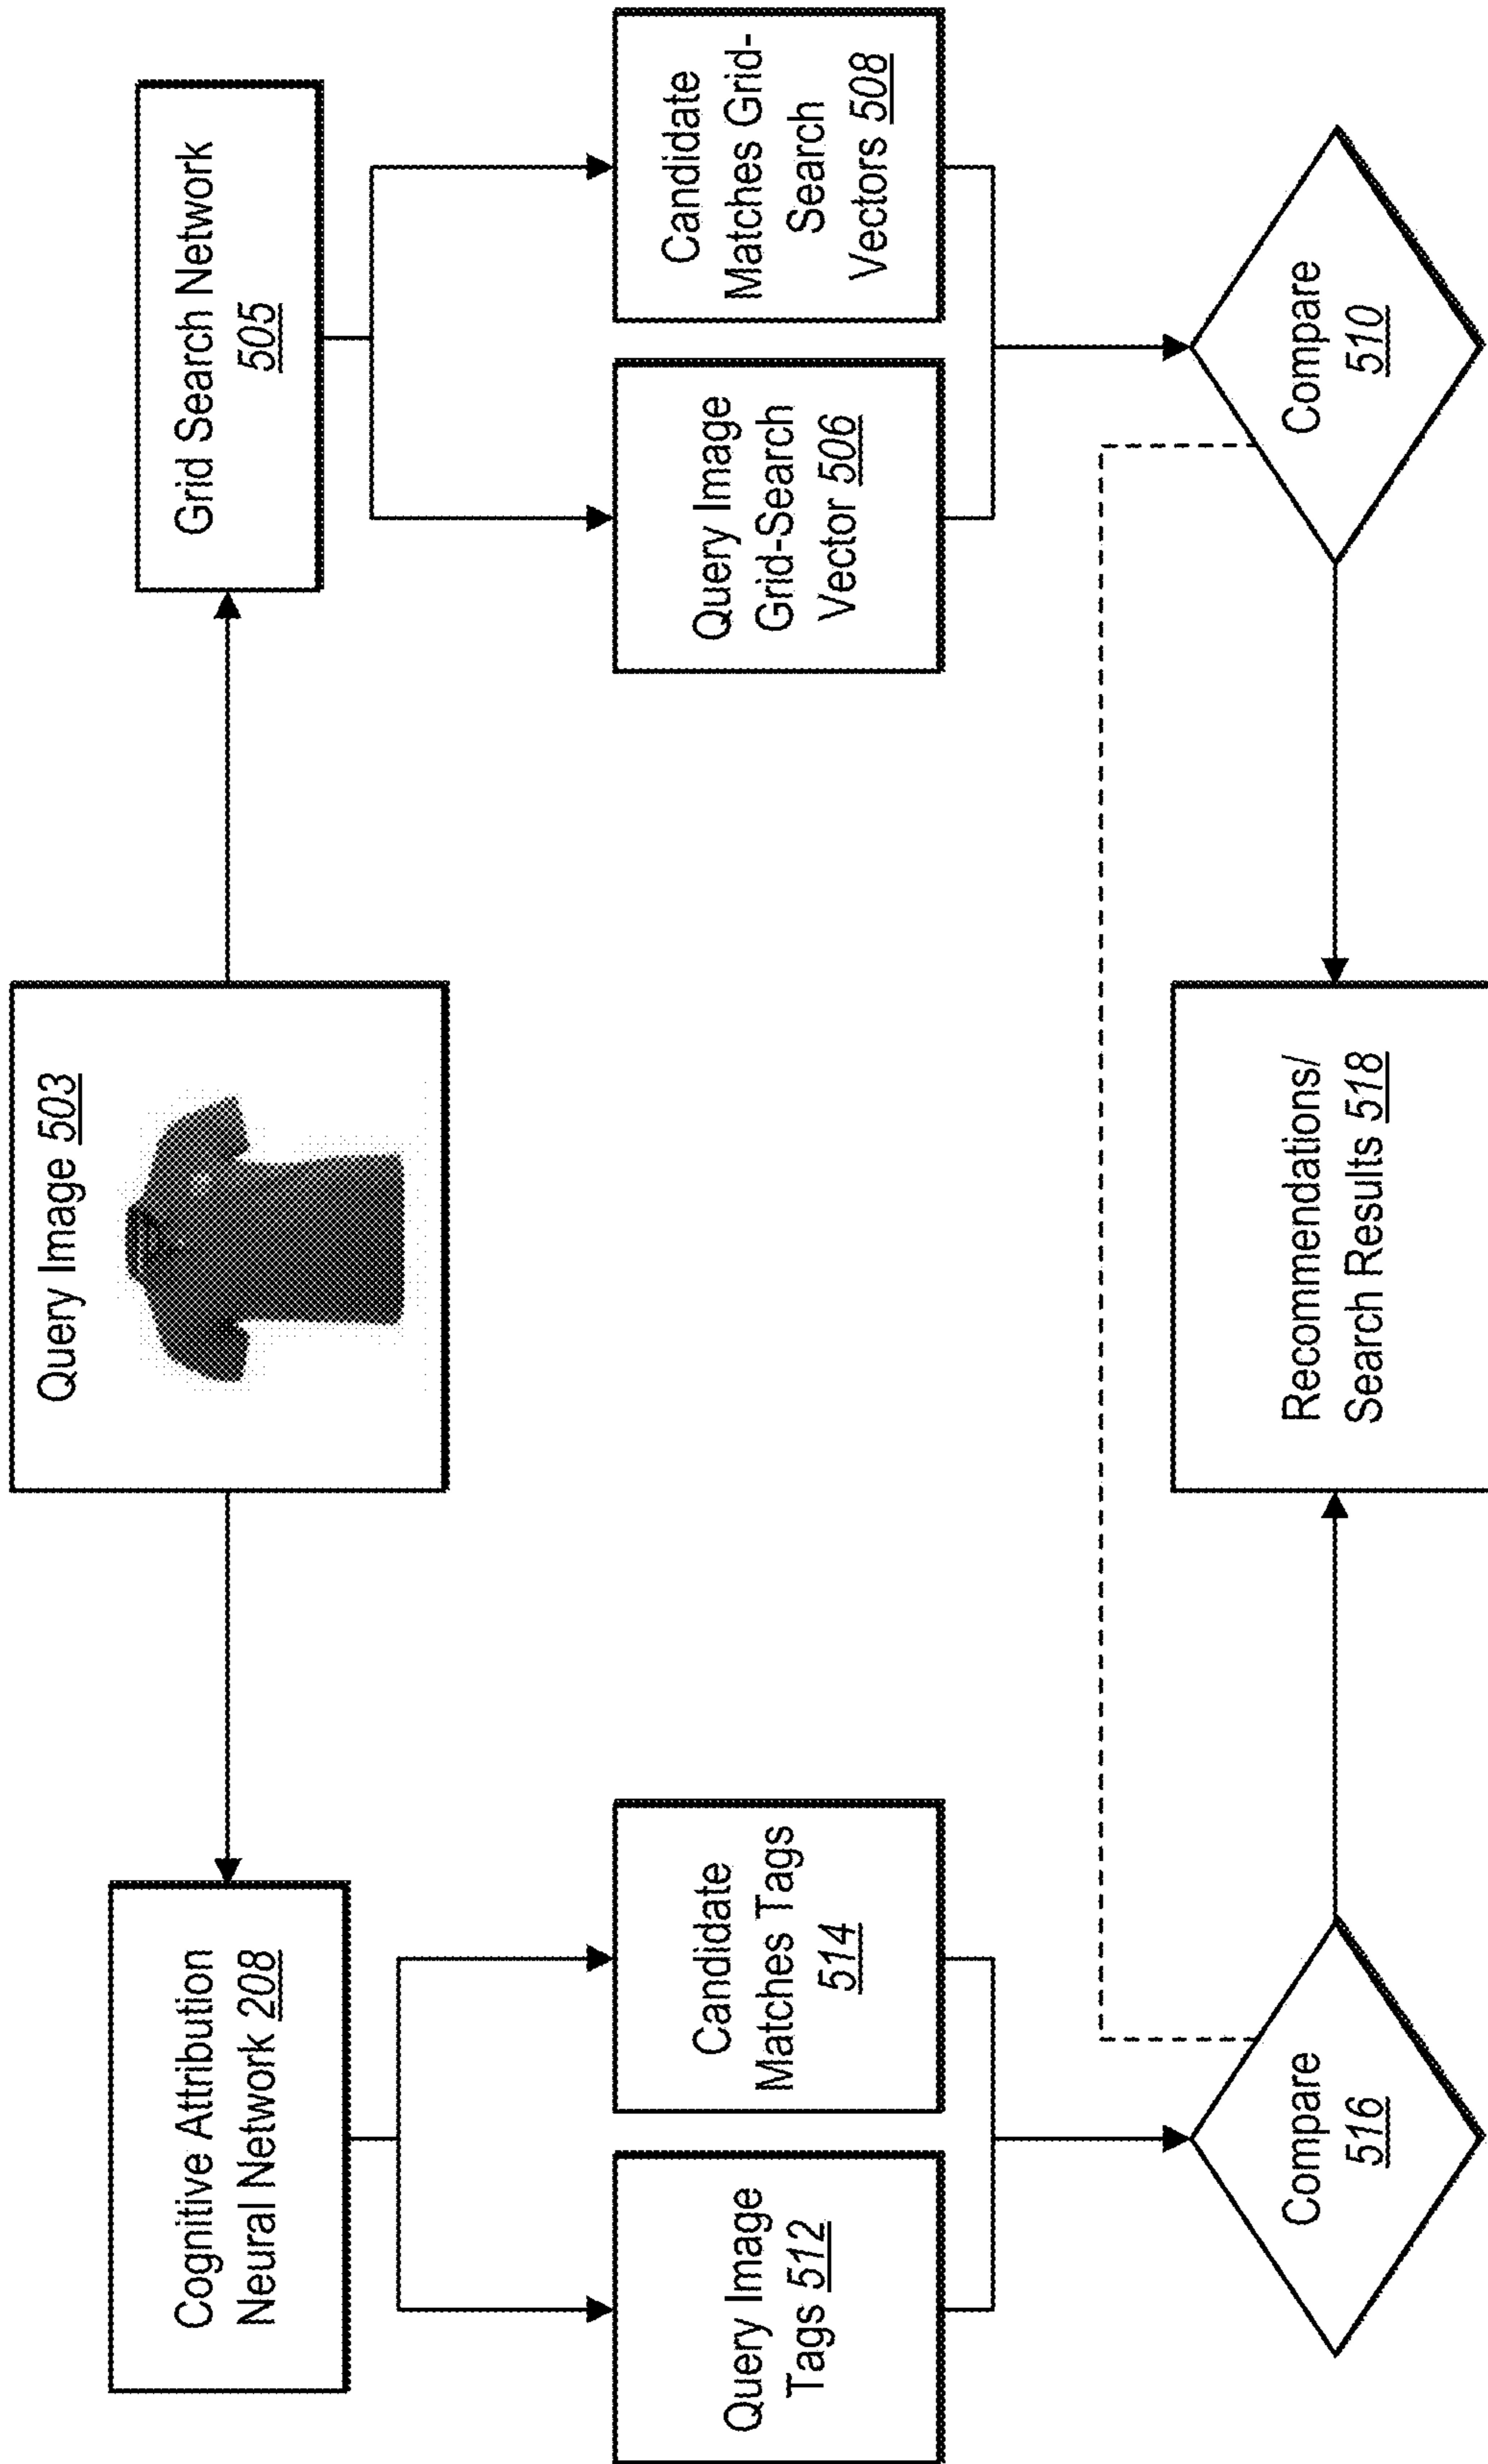 Query Image 503
Cognitive Attribution
Neural Network 208
Grid Search Network
505
Query Image
Tags 512
Candidate
Matches Tags
514
Query Image
Grid-Search
Vector 506
Candidate
Matches Grid-
Search
Vectors 508
Compare
516
Recommendations/
Search Results 518
Compare
510